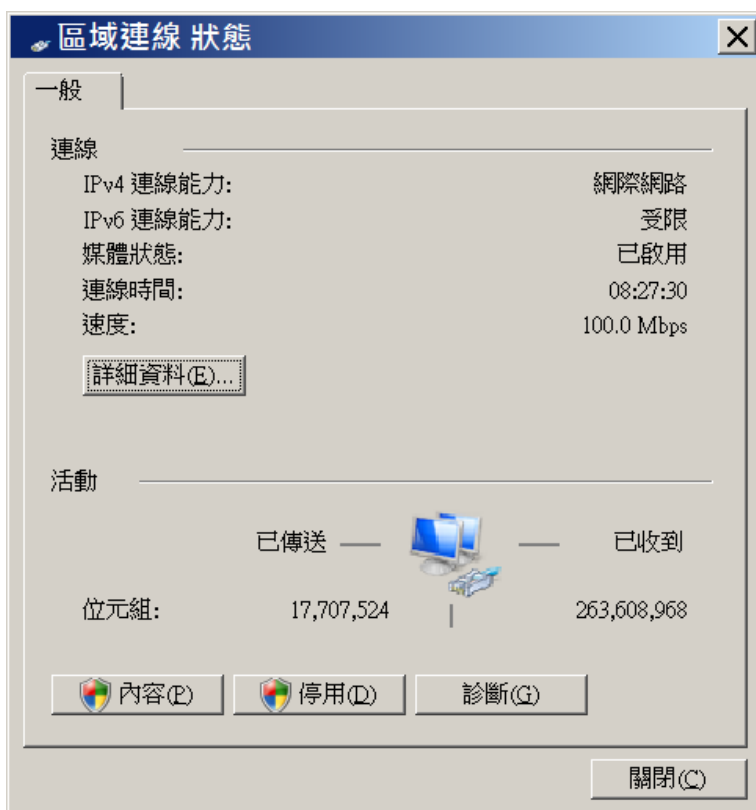 區域連線 狀態
一般
連線
IPv4 連線能力: 網際網路
IPv6 連線能力: 受限
媒體狀態: 已啟用
連線時間: 08:27:30
速度: 100.0 Mbps
詳細資料(E)...
活動
已傳送 已收到
位元組: 17,707,524 263,608,968
內容(P) 停用(D) 診斷(G)
關閉(C)